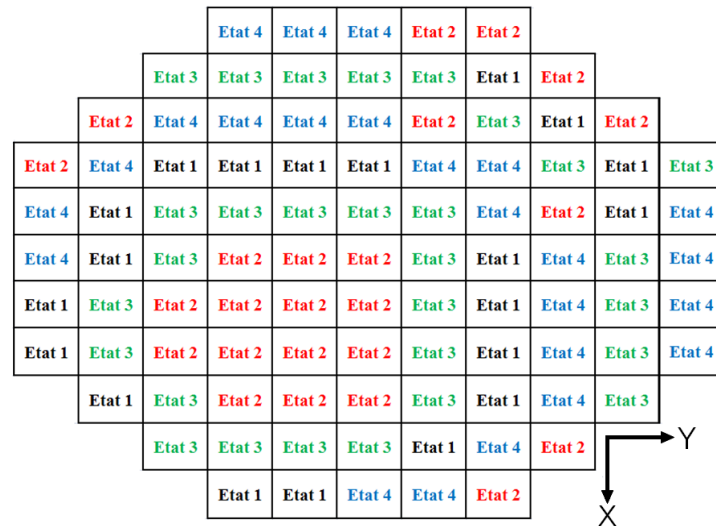 Etat 4 Etat 4 Etat 4 Etat 2 Etat 2
Etat 3 Etat 3 Etat 3 Etat 3 Etat 3 Etat 1 Etat 2
Etat 2 Etat 4 Etat 4 Etat 4 Etat 4 Etat 2 Etat 3 Etat 1 Etat 2
Etat 2 Etat 4 Etat 1 Etat 1 Etat 1 Etat 1 Etat 4 Etat 4 Etat 3 Etat 1 Etat 3
Etat 4 Etat 1 Etat 3 Etat 3 Etat 3 Etat 3 Etat 3 Etat 4 Etat 2 Etat 1 Etat 4
Etat 4 Etat 1 Etat 3 Etat 2 Etat 2 Etat 2 Etat 3 Etat 1 Etat 4 Etat 3 Etat 4
Etat 1 Etat 3 Etat 2 Etat 2 Etat 2 Etat 2 Etat 3 Etat 1 Etat 4 Etat 3 Etat 4
Etat 1 Etat 3 Etat 2 Etat 2 Etat 2 Etat 2 Etat 3 Etat 1 Etat 4 Etat 3 Etat 4
Etat 1 Etat 3 Etat 2 Etat 2 Etat 2 Etat 3 Etat 1 Etat 4 Etat 3
Etat 3 Etat 3 Etat 3 Etat 3 Etat 1 Etat 4 Etat 2
Y
Etat 1 Etat 1 Etat 4 Etat 4 Etat 2
X